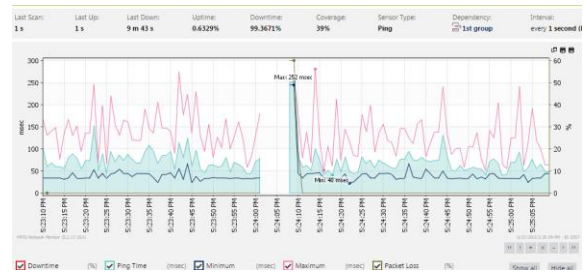 Last Scan: Last Up: Last Down: Uptime: Downtime: Coverage: Sensor Type: Dependency: Interval:
1 s 1 s 9 m 43 s 0.6329% 99.3671% 39% Ping 1st group every 1 second
300 60
250 50
200 40
150 30
100 20
50 10
0 0
msec
%
Max: 252 msec
Min: 40 msec
5:23:10 PM
5:23:15 PM
5:23:20 PM
5:23:25 PM
5:23:30 PM
5:23:35 PM
5:23:40 PM
5:23:45 PM
5:23:50 PM
5:23:55 PM
5:24:00 PM
5:24:05 PM
5:24:10 PM
5:24:15 PM
5:24:20 PM
5:24:25 PM
5:24:30 PM
5:24:35 PM
5:24:40 PM
5:24:45 PM
5:24:50 PM
5:24:55 PM
5:25:00 PM
5:25:05 PM
Downtime (%) Ping Time (msec) Minimum (msec) Maximum (msec) Packet Loss (%)
Show all Hide all